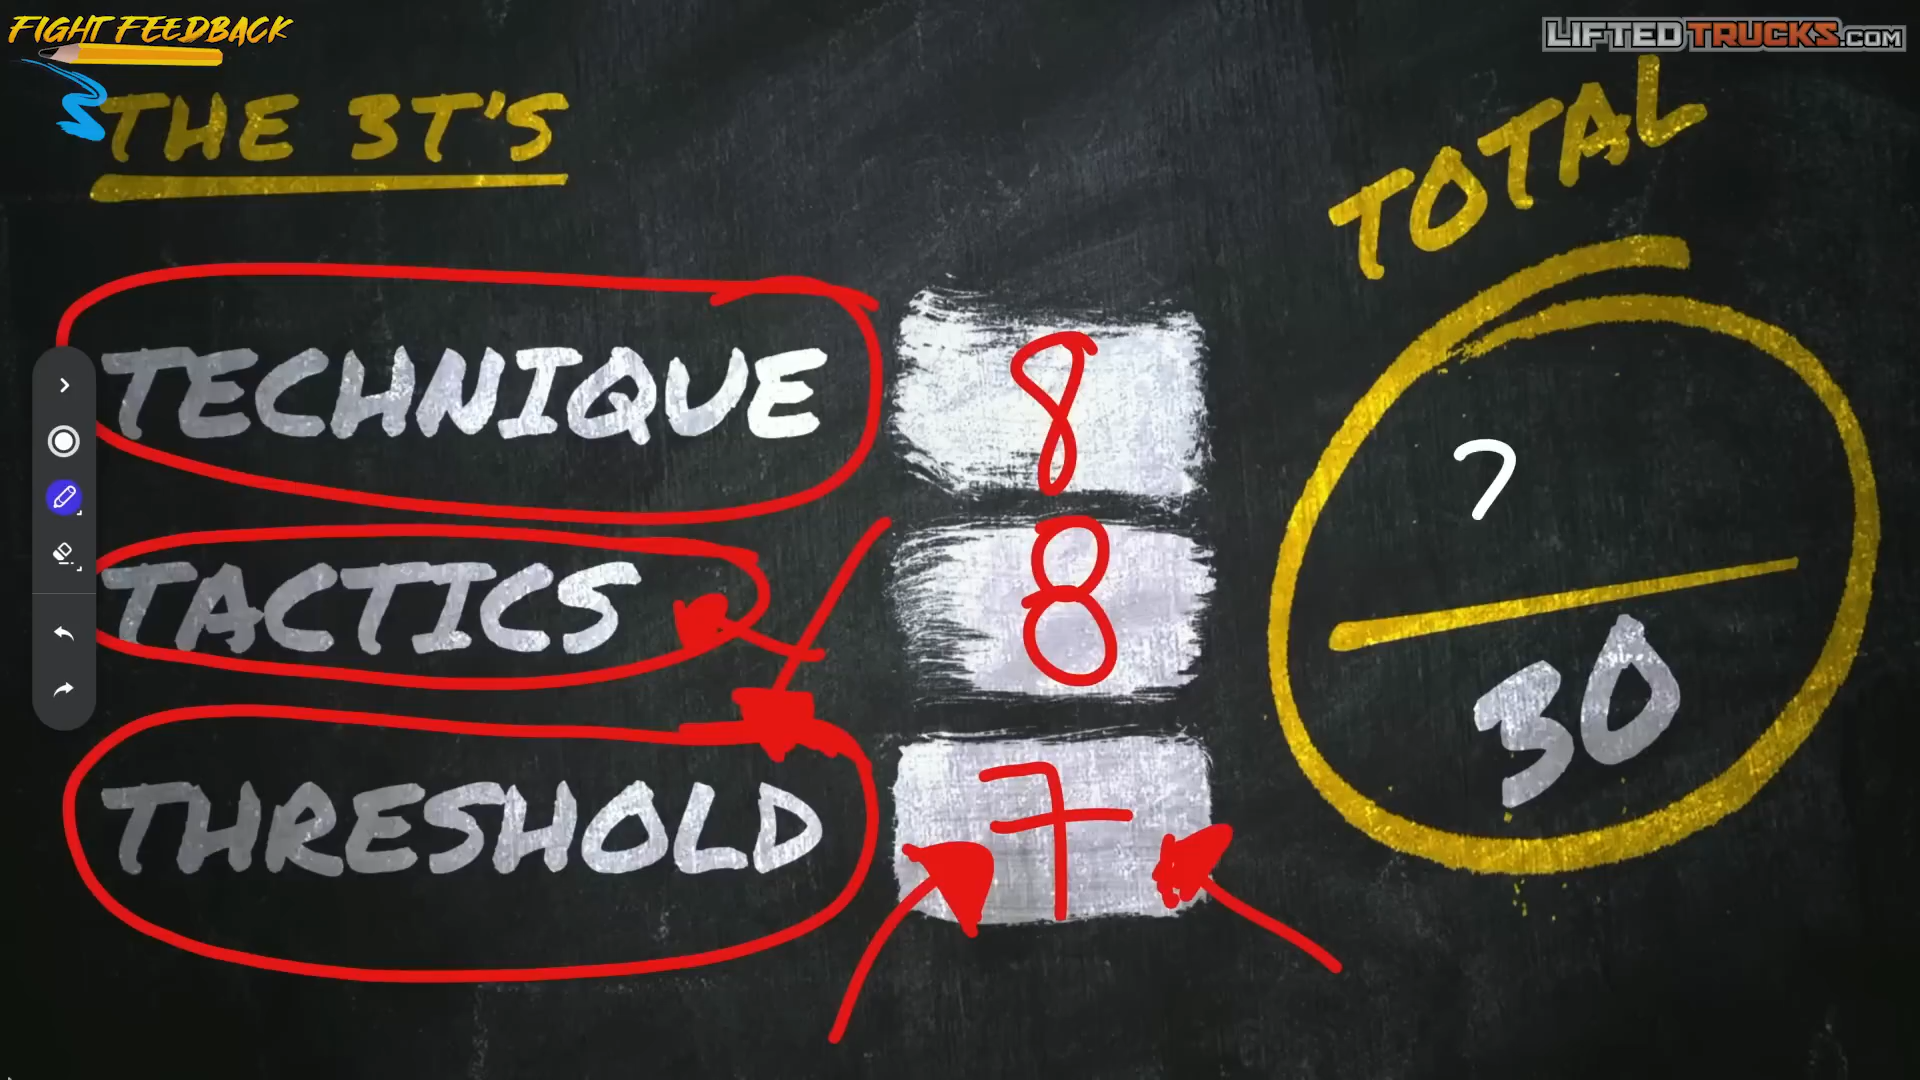 FIGHT FEEDBACK
LIFTEDTRUCKS.COM
THE 3T'S
TOTAL
TECHNIQUE 8
TACTICS 8
THRESHOLD 7
?
30